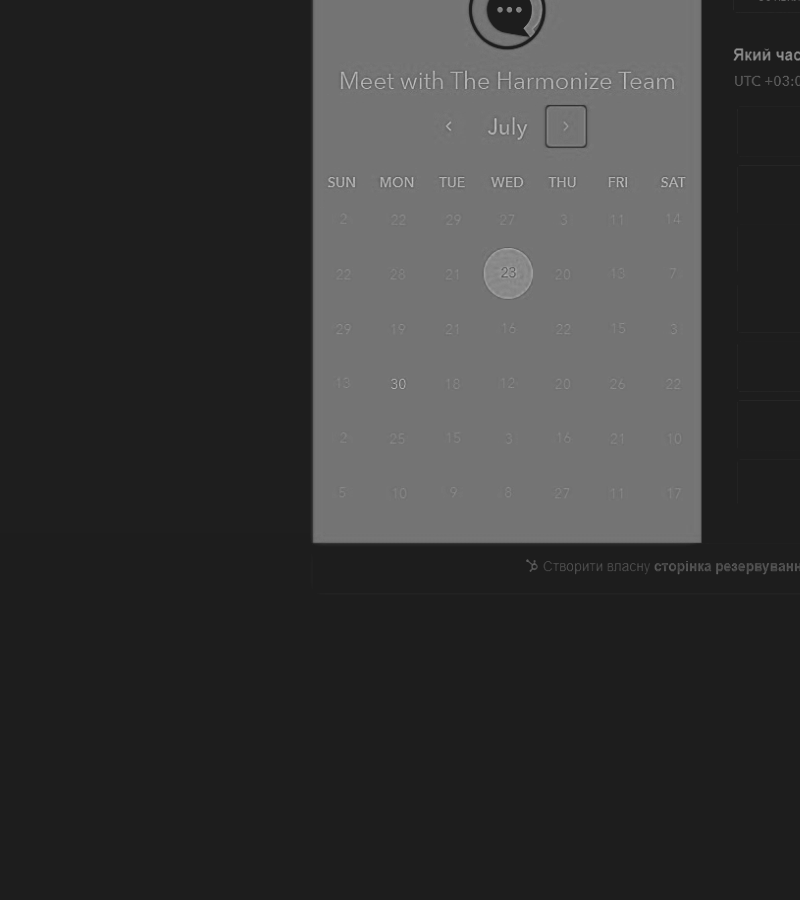 Meet with The Harmonize Team
July
SUN MON TUE WED THU FRI SAT
2 22 29 27 3 11 14
22 28 21 23 20 13 7
29 19 21 16 22 15 3
13 30 18 12 20 26 22
2 25 15 3 16 21 10
5 10 9 8 27 11 17
Який час
UTC +03:0
Створити власну сторінка резервуванн